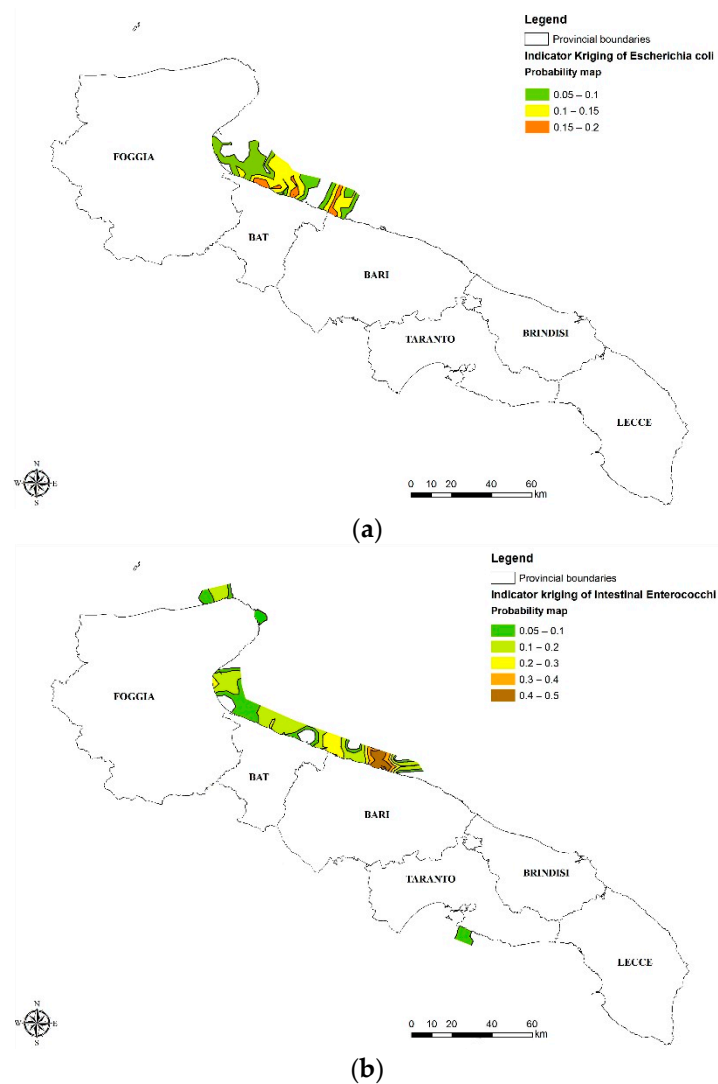 Legend
Provincial boundaries
Indicator Kriging of Escherichia coli
Probability map
0.05 – 0.1
0.1 – 0.15
0.15 – 0.2
FOGGIA
BAT
BARI
TARANTO
BRINDISI
LECCE
N
W E
S
0 10 20 40 60
km
(a)
Legend
Provincial boundaries
Indicator kriging of Intestinal Enterococchi
Probability map
0.05 – 0.1
0.1 – 0.2
0.2 – 0.3
0.3 – 0.4
0.4 – 0.5
FOGGIA
BAT
BARI
TARANTO
BRINDISI
LECCE
N
W E
S
0 10 20 40 60
km
(b)